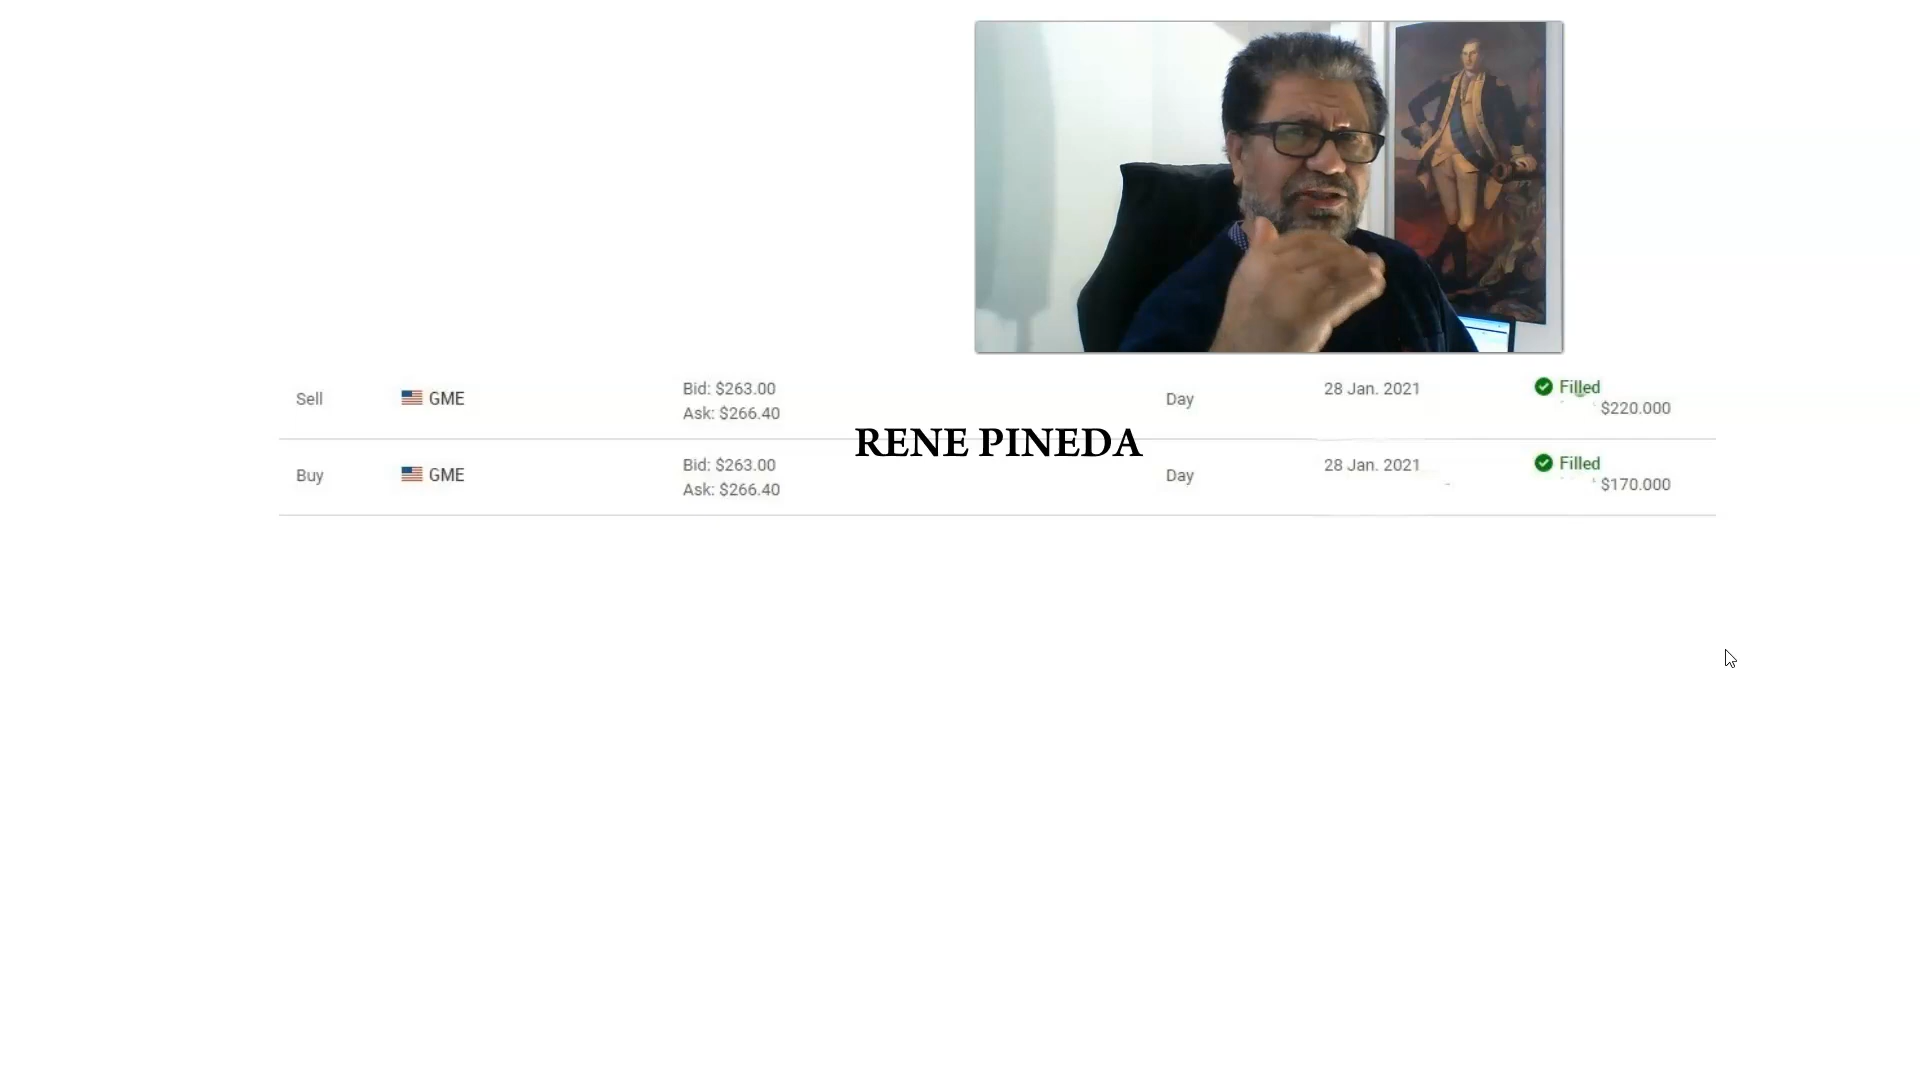 Sell GME Bid: $263.00 Day 28 Jan. 2021 Filled
Ask: $266.40 $220.000
RENE PINEDA
Buy GME Bid: $263.00 Day 28 Jan. 2021 Filled
Ask: $266.40 $170.000